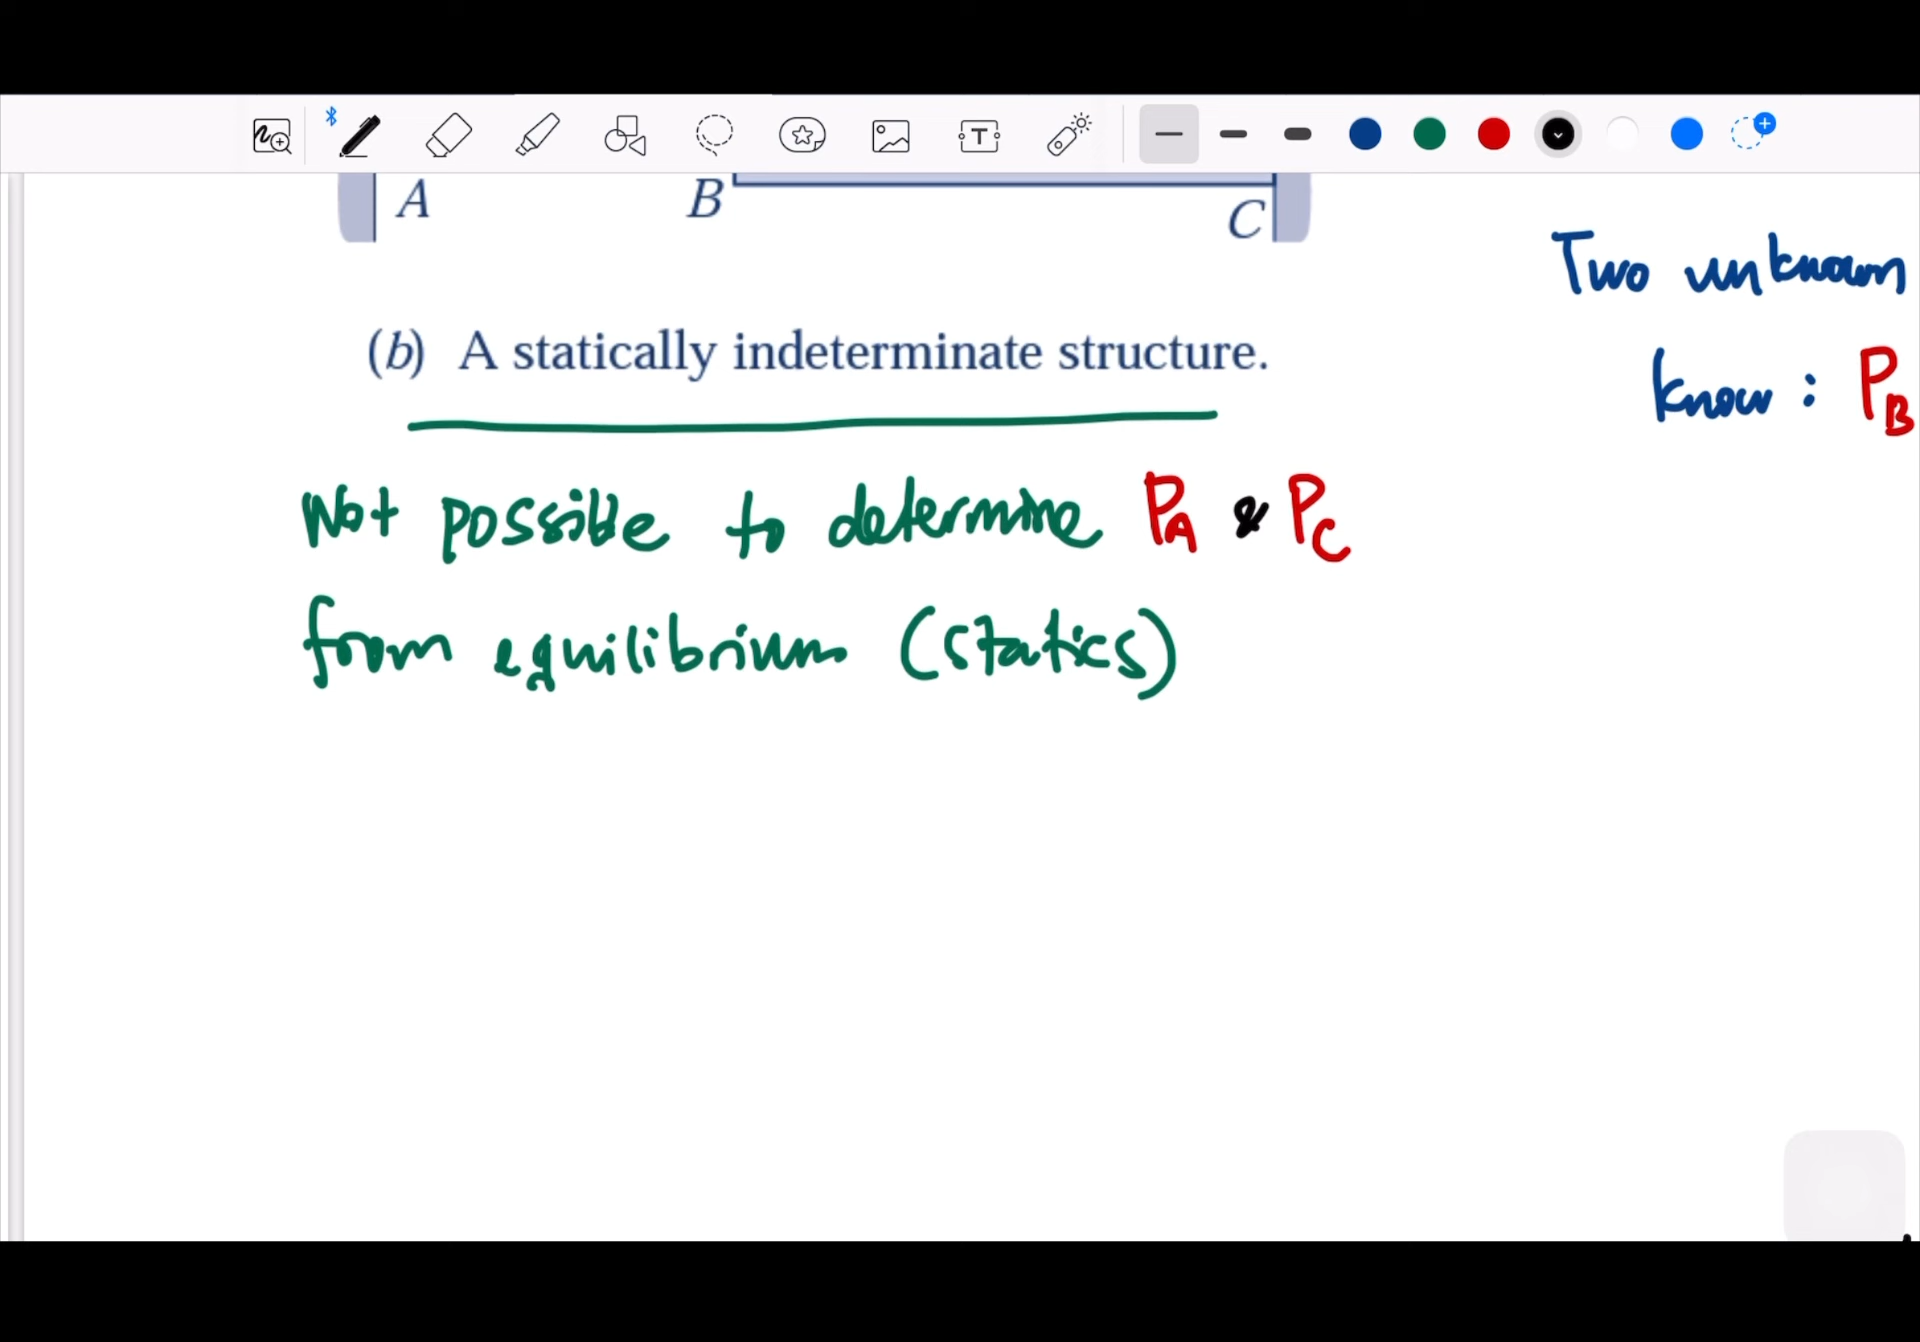 A B C
Two unknown
(b) A statically indeterminate structure.
know : PB
Not possible to determine PA & PC
from equilibrium (statics)